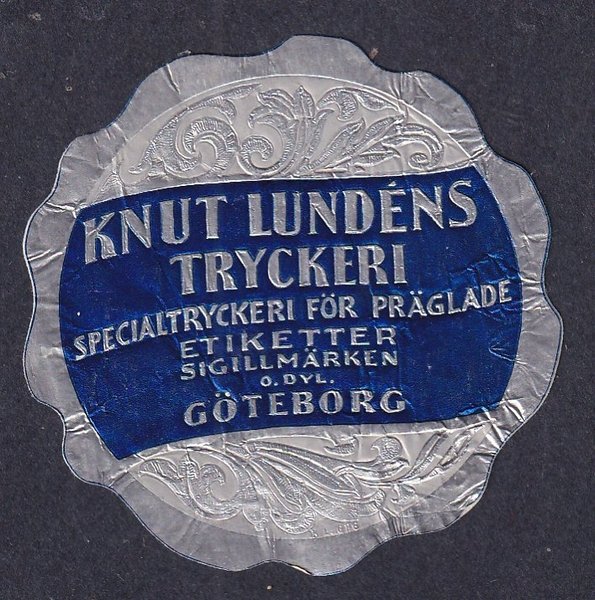 KNUT LUNDÉNS
TRYCKERI
SPECIALTRYCKERI FÖR PRÄGLADE
ETIKETTER
SIGILLMÄRKEN
O. DYL.
GÖTEBORG